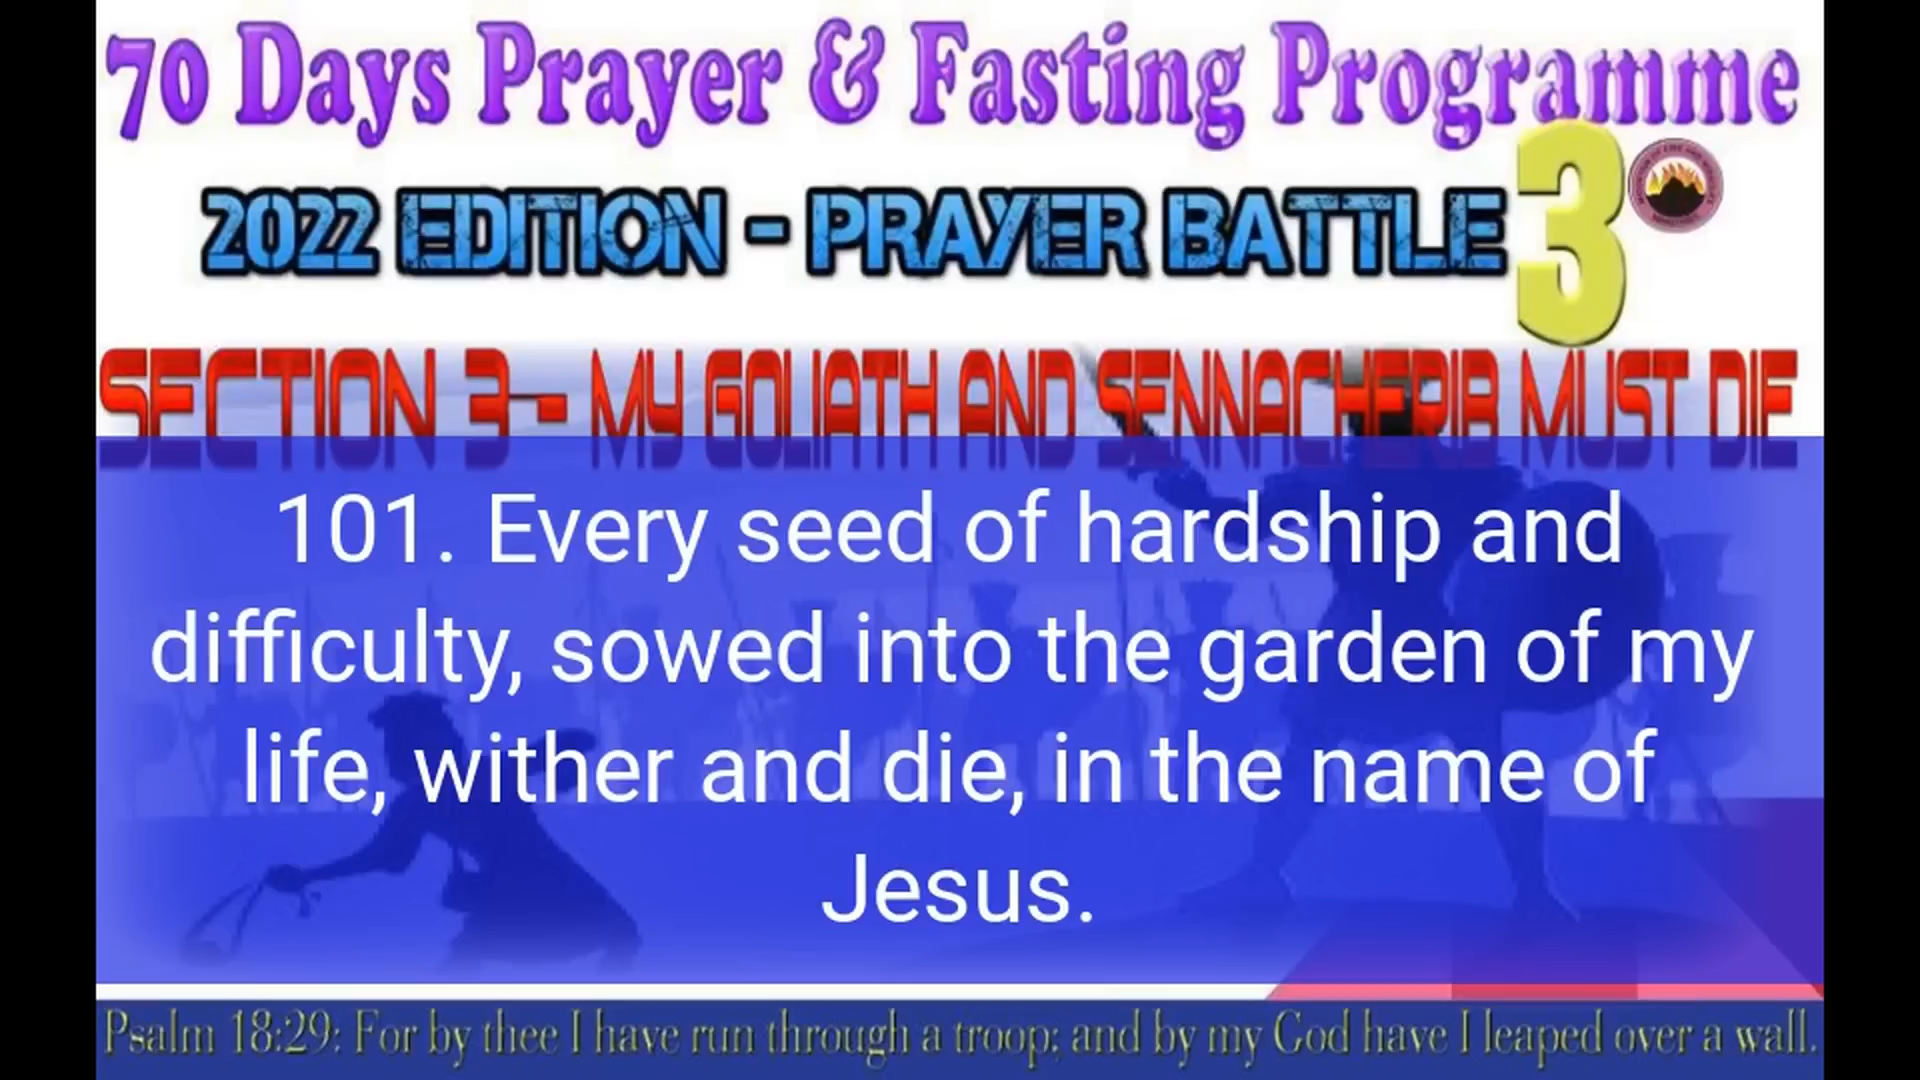 70 Days Prayer & Fasting Programme
2022 EDITION - PRAYER BATTLE 3
SECTION 3 - MY GOLIATH AND SENNACHERIB MUST DIE
101. Every seed of hardship and
difficulty, sowed into the garden of my
life, wither and die, in the name of
Jesus.
Psalm 18:29: For by thee I have run through a troop; and by my God have I leaped over a wall.